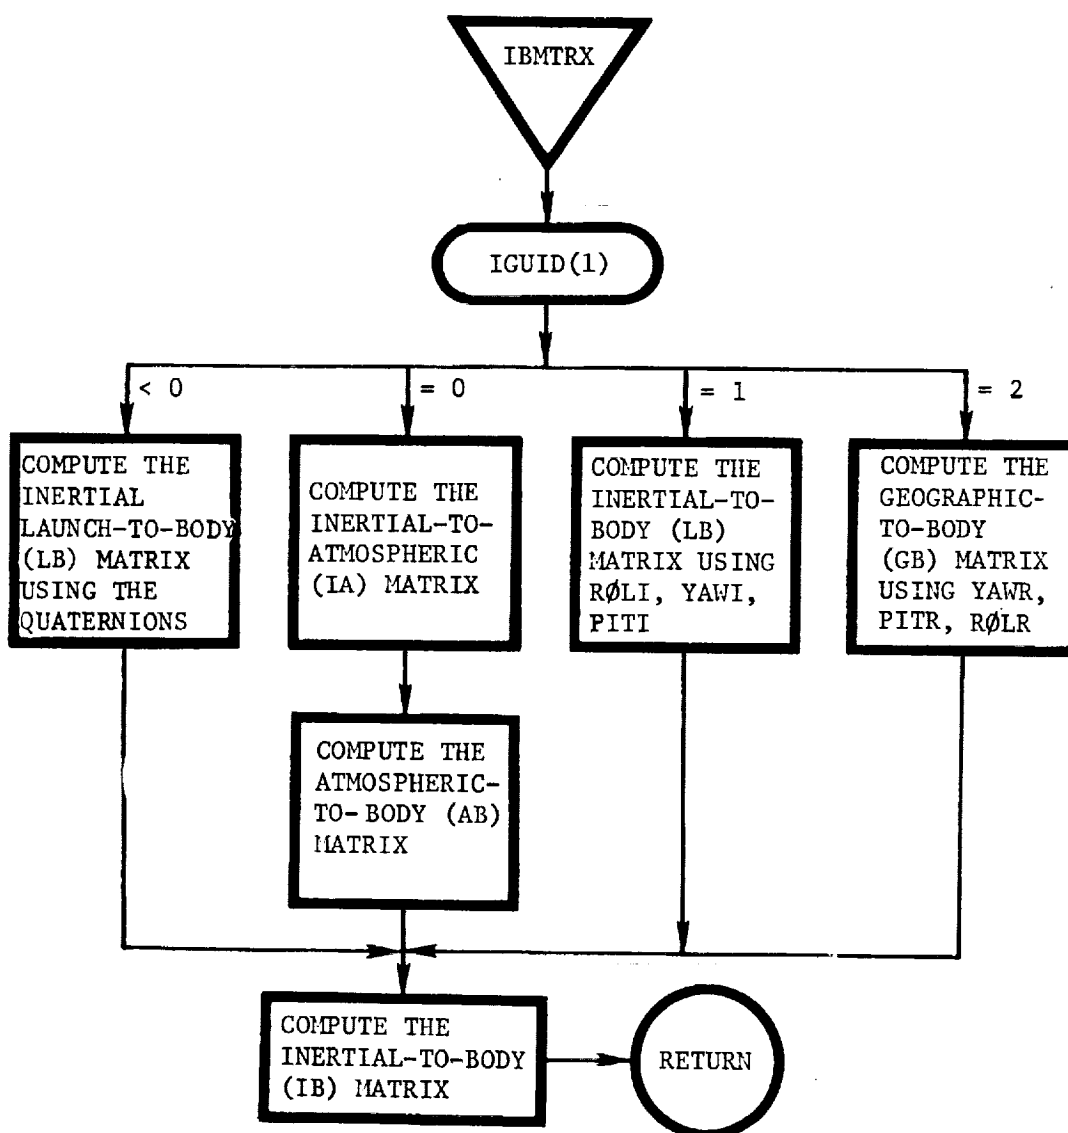 IBMTRX
IGUID(1)
< 0
= 0
= 1
= 2
COMPUTE THE
INERTIAL
LAUNCH-TO-BODY
(LB) MATRIX
USING THE
QUATERNIONS
COMPUTE THE
INERTIAL-TO-
ATMOSPHERIC
(IA) MATRIX
COMPUTE THE
INERTIAL-TO-
BODY (LB)
MATRIX USING
RØLI, YAWI,
PITI
COMPUTE THE
GEOGRAPHIC-
TO-BODY
(GB) MATRIX
USING YAWR,
PITR, RØLR
COMPUTE THE
ATMOSPHERIC-
TO-BODY (AB)
MATRIX
COMPUTE THE
INERTIAL-TO-BODY
(IB) MATRIX
RETURN